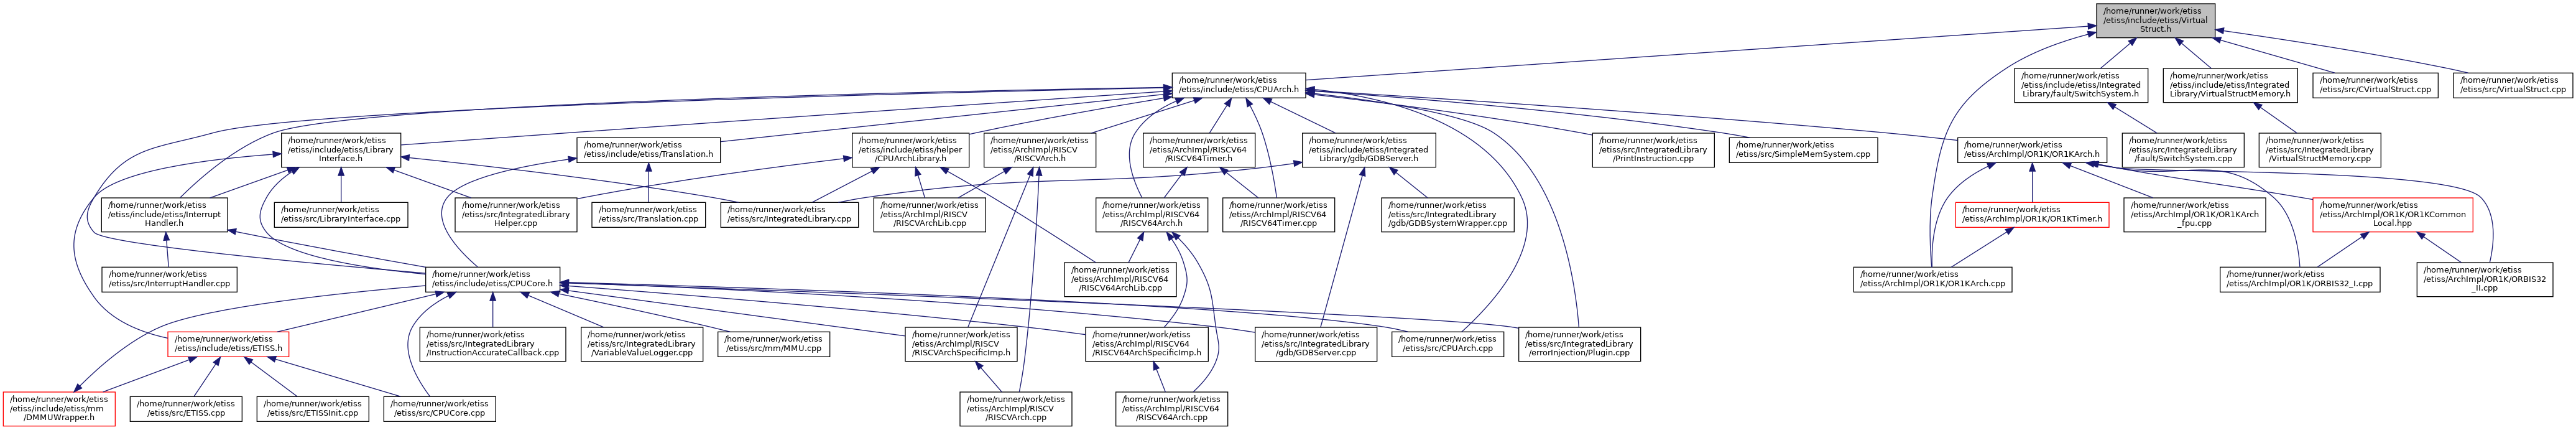 /home/runner/work/etiss
/etiss/include/etiss/Virtual
Struct.h
/home/runner/work/etiss
/etiss/include/etiss/CPUArch.h
/home/runner/work/etiss
/etiss/include/etiss/Integrated
Library/fault/SwitchSystem.h
/home/runner/work/etiss
/etiss/include/etiss/Integrated
Library/VirtualStructMemory.h
/home/runner/work/etiss
/etiss/src/CVirtualStruct.cpp
/home/runner/work/etiss
/etiss/src/VirtualStruct.cpp
/home/runner/work/etiss
/etiss/include/etiss/Library
Interface.h
/home/runner/work/etiss
/etiss/include/etiss/Translation.h
/home/runner/work/etiss
/etiss/include/etiss/helper
/CPUArchLibrary.h
/home/runner/work/etiss
/etiss/ArchImpl/RISCV
/RISCVArch.h
/home/runner/work/etiss
/etiss/ArchImpl/RISCV64
/RISCV64Timer.h
/home/runner/work/etiss
/etiss/include/etiss/Integrated
Library/gdb/GDBServer.h
/home/runner/work/etiss
/etiss/src/IntegratedLibrary
/PrintInstruction.cpp
/home/runner/work/etiss
/etiss/src/SimpleMemSystem.cpp
/home/runner/work/etiss
/etiss/ArchImpl/OR1K/OR1KArch.h
/home/runner/work/etiss
/etiss/src/IntegratedLibrary
/fault/SwitchSystem.cpp
/home/runner/work/etiss
/etiss/src/IntegratedLibrary
/VirtualStructMemory.cpp
/home/runner/work/etiss
/etiss/include/etiss/Interrupt
Handler.h
/home/runner/work/etiss
/etiss/src/LibraryInterface.cpp
/home/runner/work/etiss
/etiss/src/IntegratedLibrary
Helper.cpp
/home/runner/work/etiss
/etiss/src/Translation.cpp
/home/runner/work/etiss
/etiss/src/IntegratedLibrary.cpp
/home/runner/work/etiss
/etiss/ArchImpl/RISCV
/RISCVArchLib.cpp
/home/runner/work/etiss
/etiss/ArchImpl/RISCV64
/RISCV64Arch.h
/home/runner/work/etiss
/etiss/ArchImpl/RISCV64
/RISCV64Timer.cpp
/home/runner/work/etiss
/etiss/src/IntegratedLibrary
/gdb/GDBSystemWrapper.cpp
/home/runner/work/etiss
/etiss/ArchImpl/OR1K/OR1KTimer.h
/home/runner/work/etiss
/etiss/ArchImpl/OR1K/OR1KArch
_fpu.cpp
/home/runner/work/etiss
/etiss/ArchImpl/OR1K/OR1KCommon
Local.hpp
/home/runner/work/etiss
/etiss/src/InterruptHandler.cpp
/home/runner/work/etiss
/etiss/include/etiss/CPUCore.h
/home/runner/work/etiss
/etiss/ArchImpl/RISCV64
/RISCV64ArchLib.cpp
/home/runner/work/etiss
/etiss/ArchImpl/OR1K/OR1KArch.cpp
/home/runner/work/etiss
/etiss/ArchImpl/OR1K/ORBIS32_I.cpp
/home/runner/work/etiss
/etiss/ArchImpl/OR1K/ORBIS32
_II.cpp
/home/runner/work/etiss
/etiss/include/etiss/ETISS.h
/home/runner/work/etiss
/etiss/src/IntegratedLibrary
/InstructionAccurateCallback.cpp
/home/runner/work/etiss
/etiss/src/IntegratedLibrary
/VariableValueLogger.cpp
/home/runner/work/etiss
/etiss/src/mm/MMU.cpp
/home/runner/work/etiss
/etiss/ArchImpl/RISCV
/RISCVArchSpecificImp.h
/home/runner/work/etiss
/etiss/ArchImpl/RISCV64
/RISCV64ArchSpecificImp.h
/home/runner/work/etiss
/etiss/src/IntegratedLibrary
/gdb/GDBServer.cpp
/home/runner/work/etiss
/etiss/src/CPUArch.cpp
/home/runner/work/etiss
/etiss/src/IntegratedLibrary
/errorInjection/Plugin.cpp
/home/runner/work/etiss
/etiss/include/etiss/mm
/DMMUWrapper.h
/home/runner/work/etiss
/etiss/src/ETISS.cpp
/home/runner/work/etiss
/etiss/src/ETISSInit.cpp
/home/runner/work/etiss
/etiss/src/CPUCore.cpp
/home/runner/work/etiss
/etiss/ArchImpl/RISCV
/RISCVArch.cpp
/home/runner/work/etiss
/etiss/ArchImpl/RISCV64
/RISCV64Arch.cpp